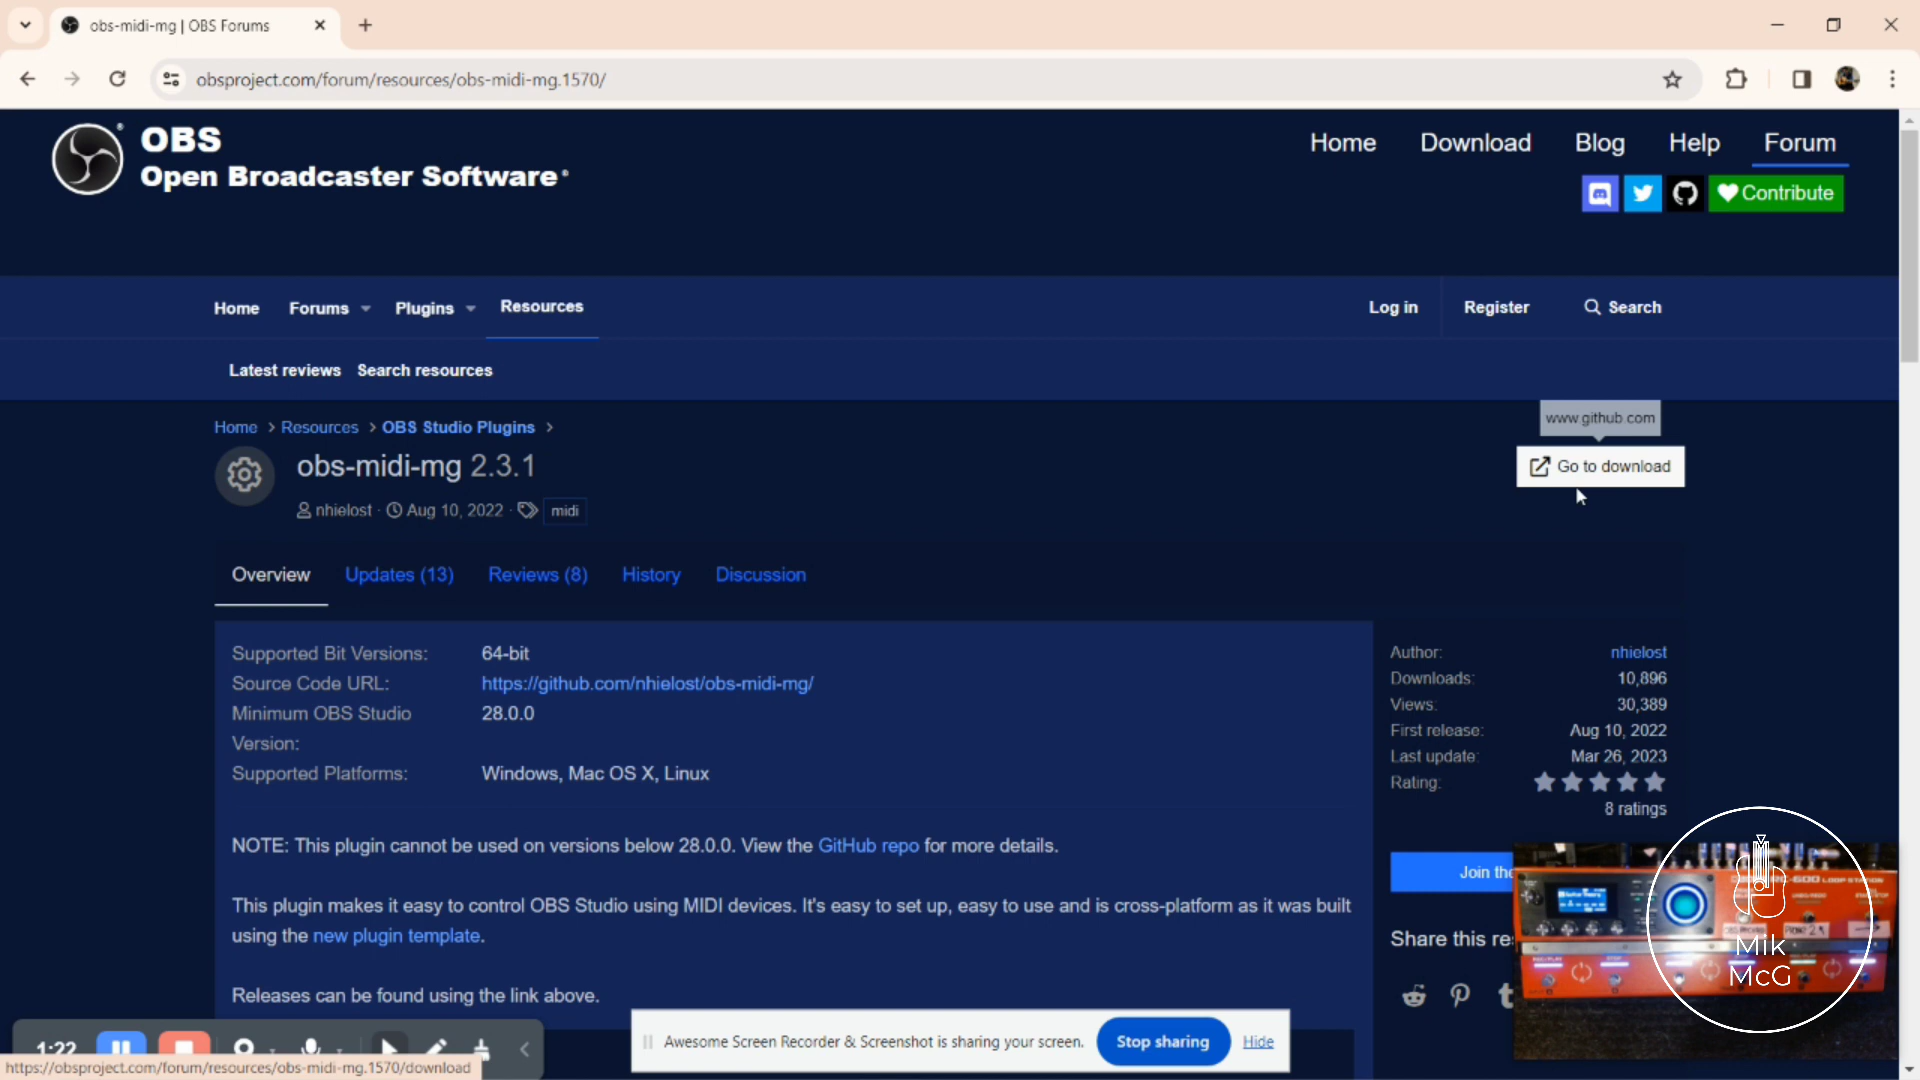 obs-midi-mg | OBS Forums
obsproject.com/forum/resources/obs-midi-mg.1570/
OBS
Open Broadcaster Software
Home Download Blog Help Forum
Contribute
Home Forums Plugins Resources Log in Register Search
Latest reviews Search resources
Home > Resources > OBS Studio Plugins >
www.github.com
obs-midi-mg 2.3.1
Go to download
nhielost · Aug 10, 2022 · midi
Overview Updates (13) Reviews (8) History Discussion
Supported Bit Versions: 64-bit
Source Code URL: https://github.com/nhielost/obs-midi-mg/
Minimum OBS Studio 28.0.0
Version:
Supported Platforms: Windows, Mac OS X, Linux
NOTE: This plugin cannot be used on versions below 28.0.0. View the GitHub repo for more details.
This plugin makes it easy to control OBS Studio using MIDI devices. It's easy to set up, easy to use and is cross-platform as it was built
using the new plugin template.
Releases can be found using the link above.
Author: nhielost
Downloads: 10,896
Views: 30,389
First release: Aug 10, 2022
Last update: Mar 26, 2023
Rating:
8 ratings
Join the
Share this re
RC-600 LOOP STATION
Mik
McG
1:22
Awesome Screen Recorder & Screenshot is sharing your screen. Stop sharing Hide
https://obsproject.com/forum/resources/obs-midi-mg.1570/download